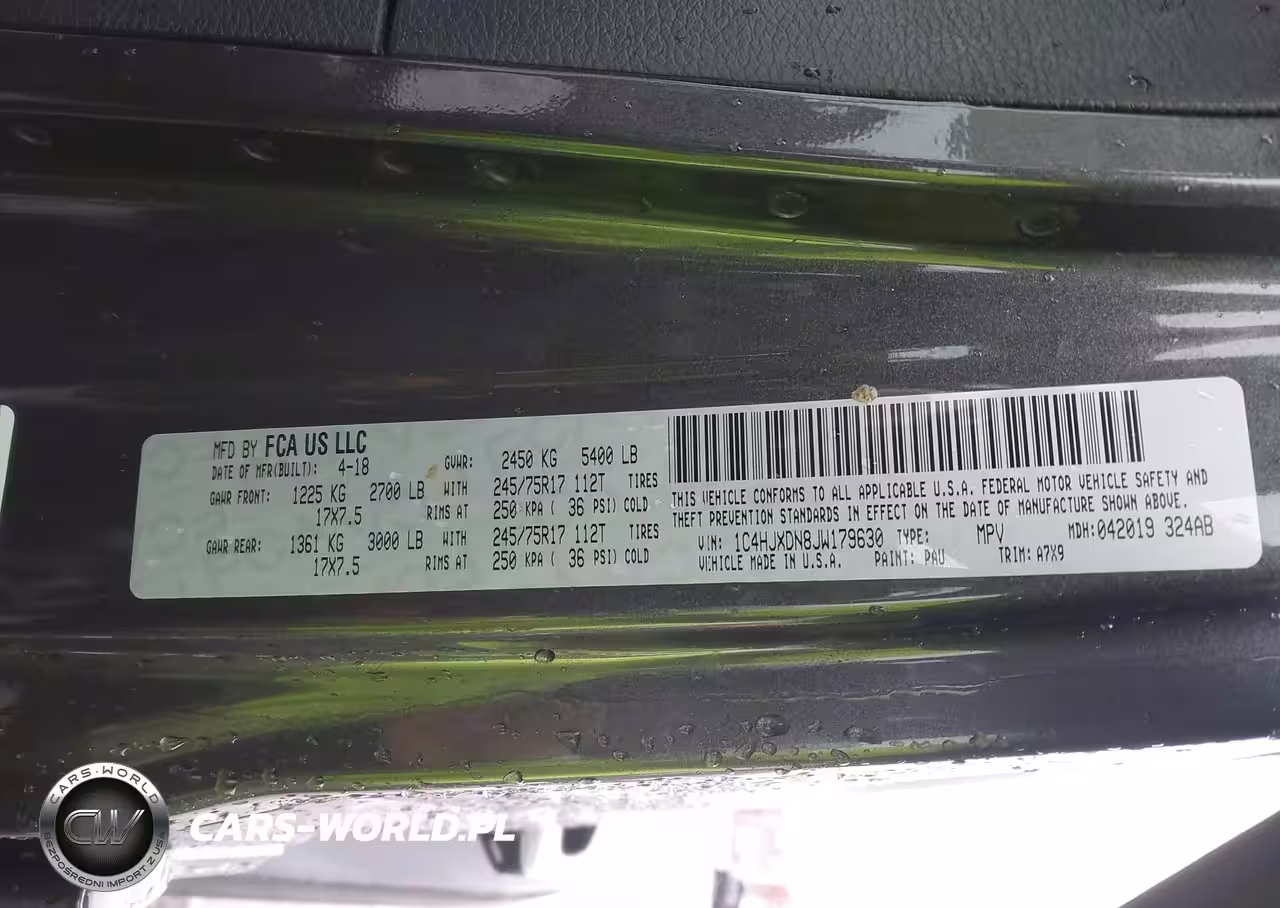 MFD BY FCA US LLC
DATE OF MFR(BUILT): 4-18
GVWR: 2450 KG 5400 LB
GAWR FRONT: 1225 KG 2700 LB WITH 245/75R17 112T TIRES
17X7.5 RIMS AT 250 KPA ( 36 PSI) COLD
GAWR REAR: 1361 KG 3000 LB WITH 245/75R17 112T TIRES
17X7.5 RIMS AT 250 KPA ( 36 PSI) COLD
THIS VEHICLE CONFORMS TO ALL APPLICABLE U.S.A. FEDERAL MOTOR VEHICLE SAFETY AND
THEFT PREVENTION STANDARDS IN EFFECT ON THE DATE OF MANUFACTURE SHOWN ABOVE.
VIN: 1C4HJXDN8JW179630 TYPE: MPV MDH:042019 324AB
VEHICLE MADE IN U.S.A. PAINT: PAU TRIM: A7X9
CARS-WORLD
CW
BEZPOŚREDNI IMPORT Z USA
CARS-WORLD.PL